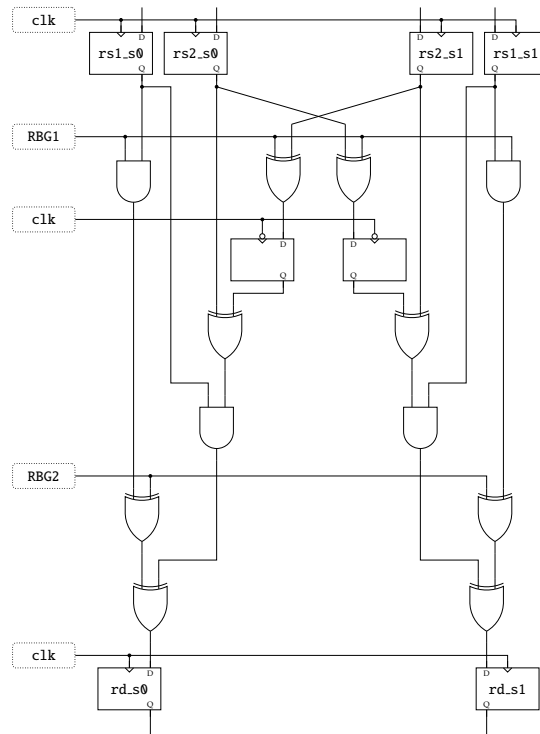 clk
D D D D
rs1_s0 rs2_s0 rs2_s1 rs1_s1
Q Q Q Q
RBG1
clk
D D
Q Q
RBG2
clk
D D
rd_s0 rd_s1
Q Q